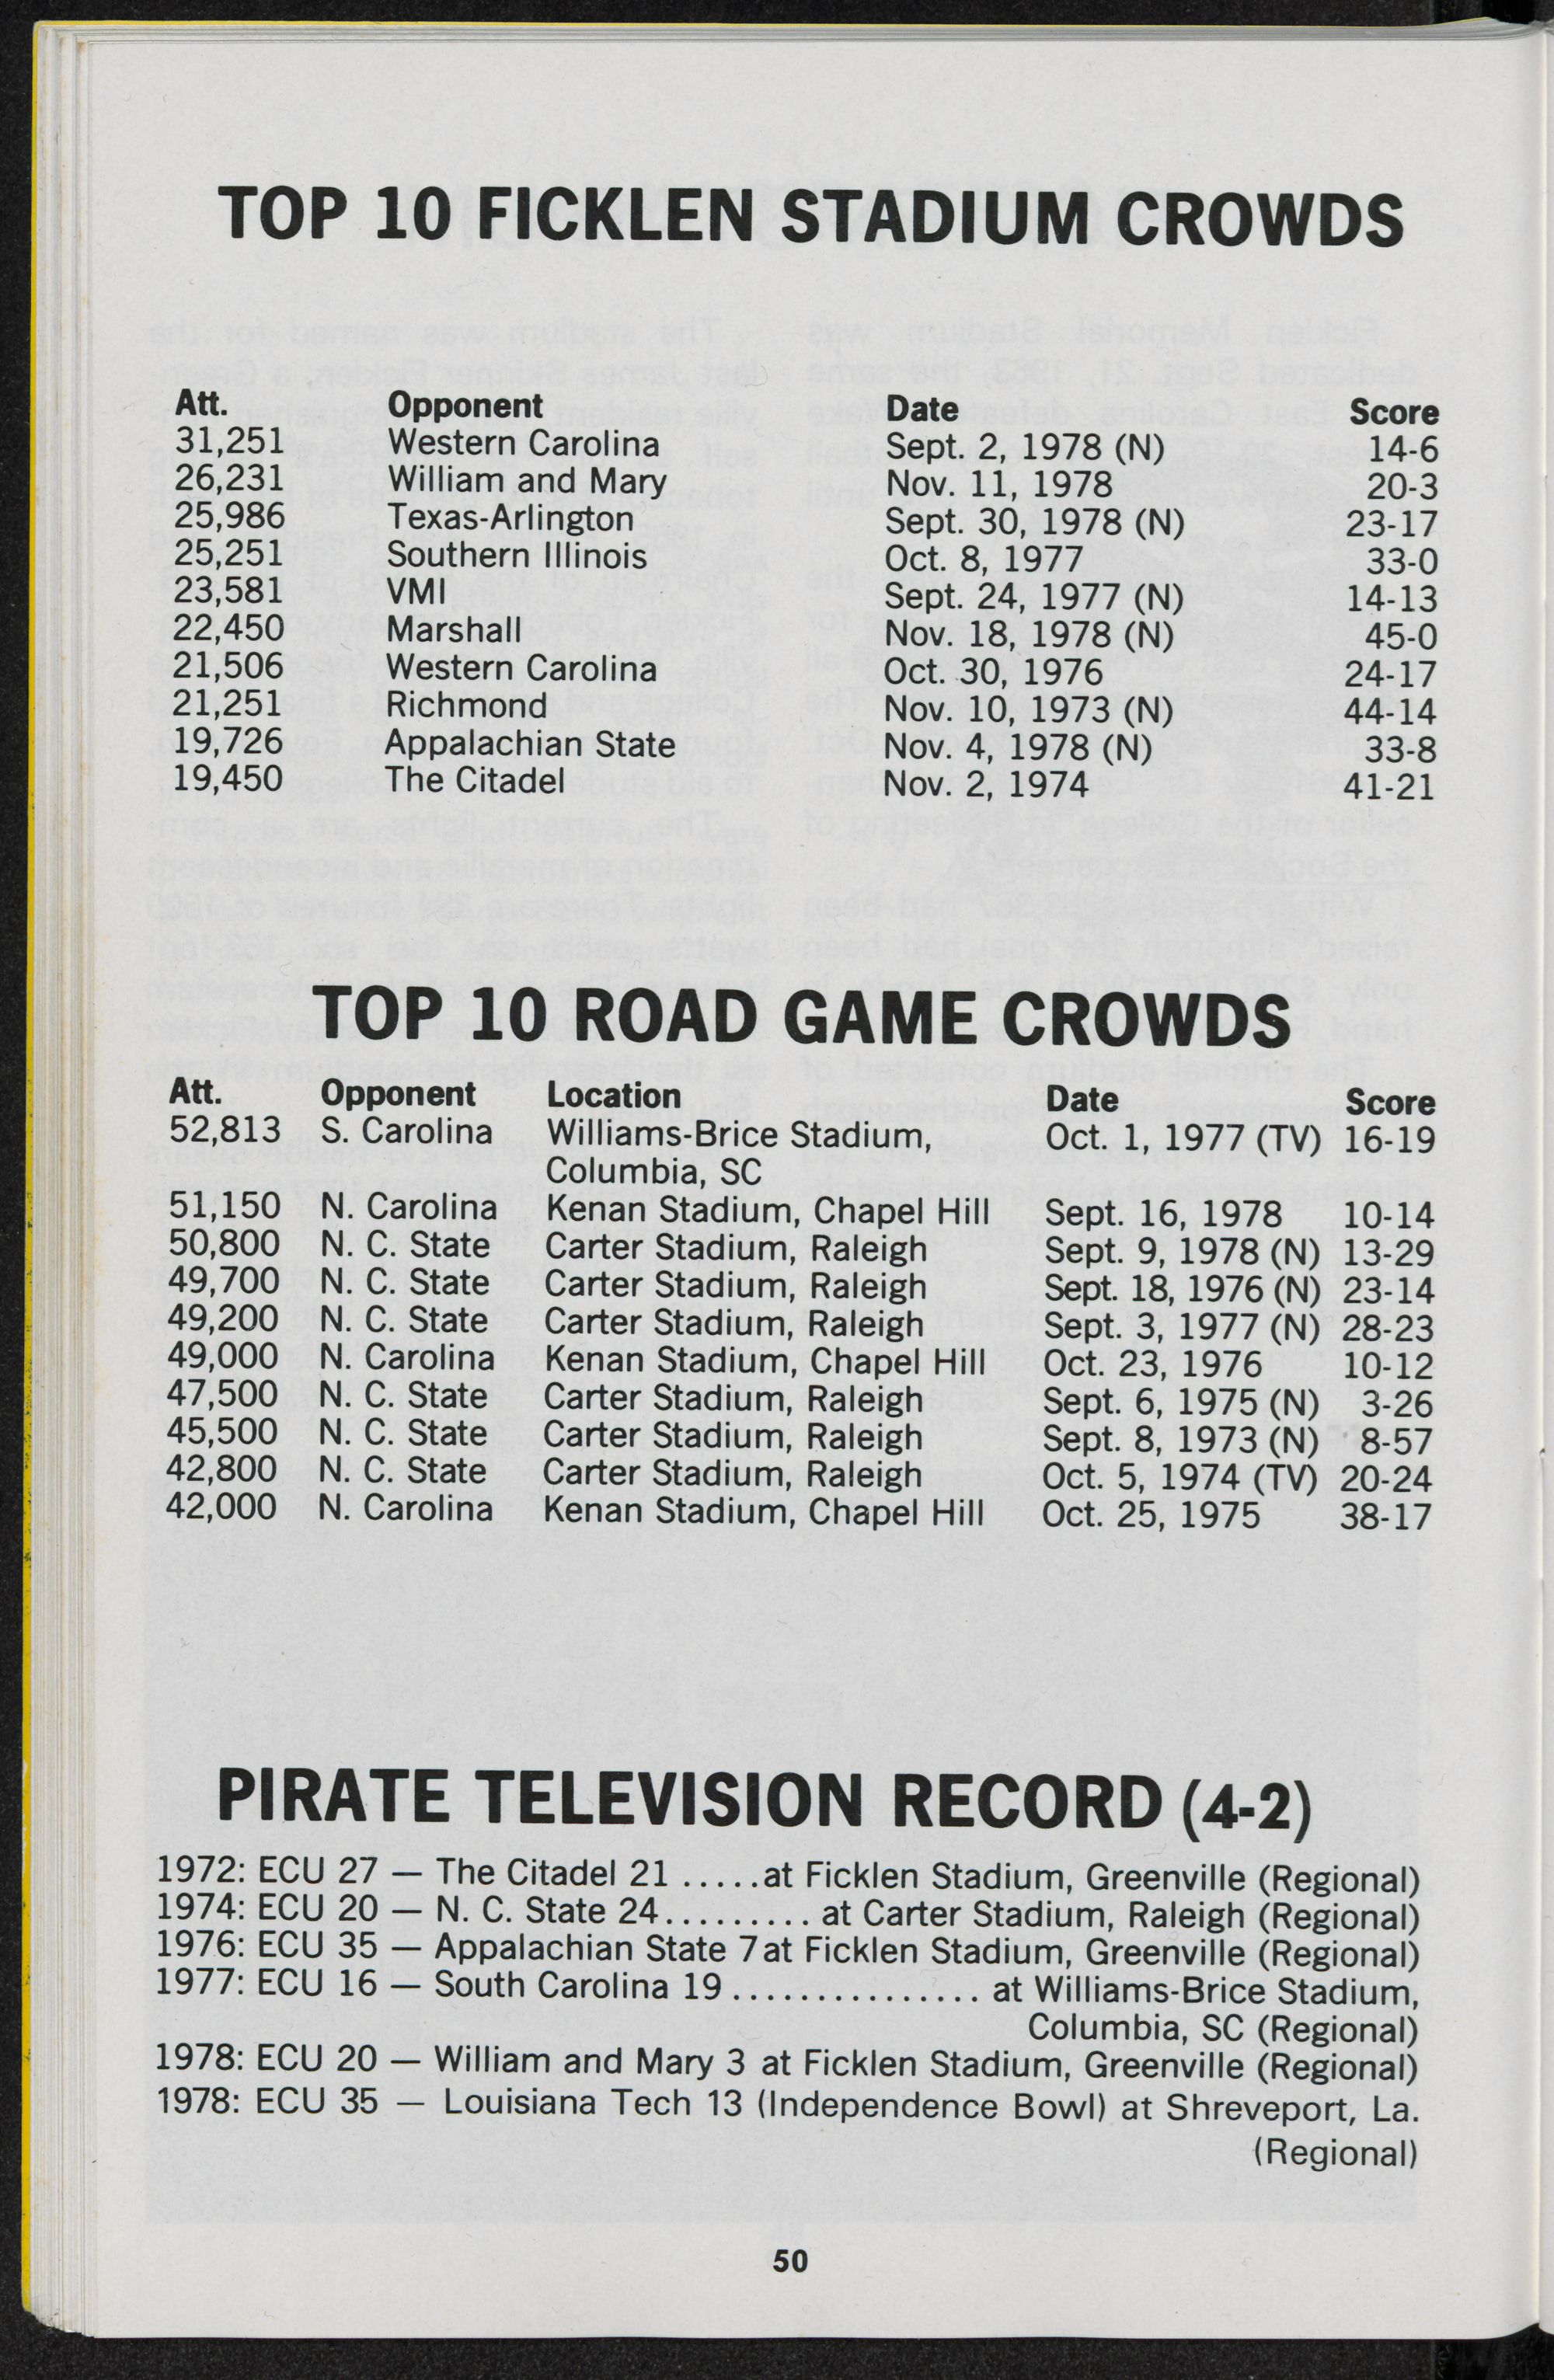 TOP 10 FICKLEN STADIUM CROWDS
Att. Opponent Date Score
31,251 Western Carolina Sept. 2, 1978 (N) 14-6
26,231 William and Mary Nov. 11, 1978 20-3
25,986 Texas-Arlington Sept. 30, 1978 (N) 23-17
25,251 Southern Illinois Oct. 8, 1977 33-0
23,581 VMI Sept. 24, 1977 (N) 14-13
22,450 Marshall Nov. 18, 1978 (N) 45-0
21,506 Western Carolina Oct. 30, 1976 24-17
21,251 Richmond Nov. 10, 1973 (N) 44-14
19,726 Appalachian State Nov. 4, 1978 (N) 33-8
19,450 The Citadel Nov. 2, 1974 41-21
TOP 10 ROAD GAME CROWDS
Att. Opponent Location Date Score
52,813 S. Carolina Williams-Brice Stadium, Oct. 1, 1977 (TV) 16-19
Columbia, SC
51,150 N. Carolina Kenan Stadium, Chapel Hill Sept. 16, 1978 10-14
50,800 N. C. State Carter Stadium, Raleigh Sept. 9, 1978 (N) 13-29
49,700 N. C. State Carter Stadium, Raleigh Sept. 18, 1976 (N) 23-14
49,200 N. C. State Carter Stadium, Raleigh Sept. 3, 1977 (N) 28-23
49,000 N. Carolina Kenan Stadium, Chapel Hill Oct. 23, 1976 10-12
47,500 N. C. State Carter Stadium, Raleigh Sept. 6, 1975 (N) 3-26
45,500 N. C. State Carter Stadium, Raleigh Sept. 8, 1973 (N) 8-57
42,800 N. C. State Carter Stadium, Raleigh Oct. 5, 1974 (TV) 20-24
42,000 N. Carolina Kenan Stadium, Chapel Hill Oct. 25, 1975 38-17
PIRATE TELEVISION RECORD (4-2)
1972: ECU 27 — The Citadel 21 .....at Ficklen Stadium, Greenville (Regional)
1974: ECU 20 — N. C. State 24......... at Carter Stadium, Raleigh (Regional)
1976: ECU 35 — Appalachian State 7at Ficklen Stadium, Greenville (Regional)
1977: ECU 16 — South Carolina 19 ............... at Williams-Brice Stadium,
Columbia, SC (Regional)
1978: ECU 20 — William and Mary 3 at Ficklen Stadium, Greenville (Regional)
1978: ECU 35 — Louisiana Tech 13 (Independence Bowl) at Shreveport, La.
(Regional)
50